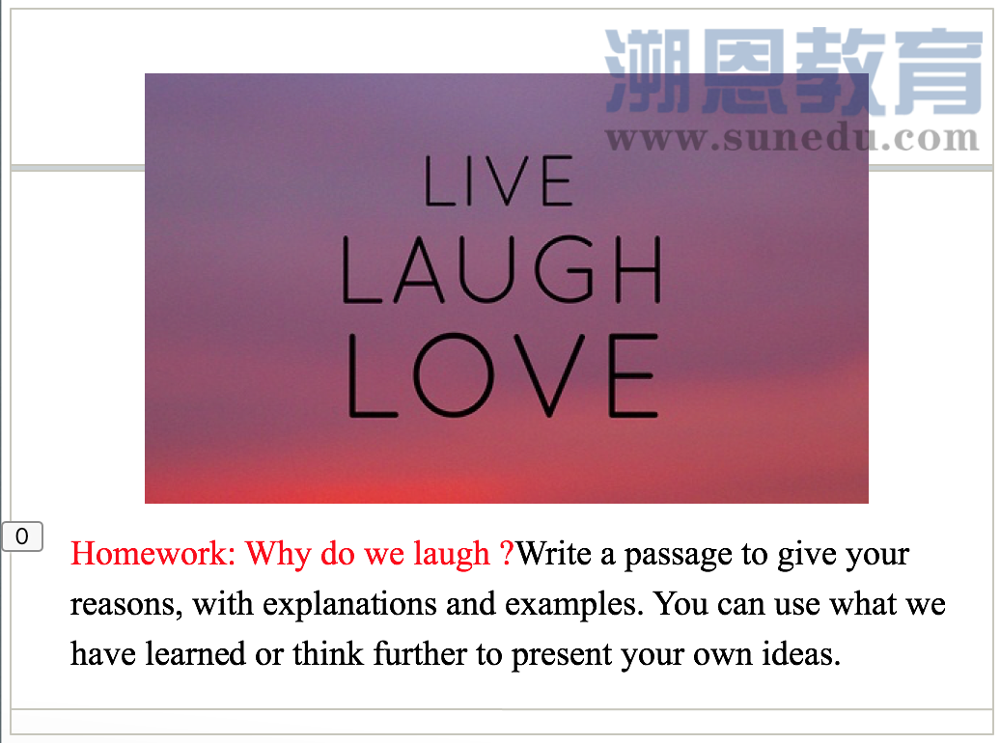 溯恩教育
www.sunedu.com
LIVE
LAUGH
LOVE
0
Homework: Why do we laugh ?Write a passage to give your
reasons, with explanations and examples. You can use what we
have learned or think further to present your own ideas.